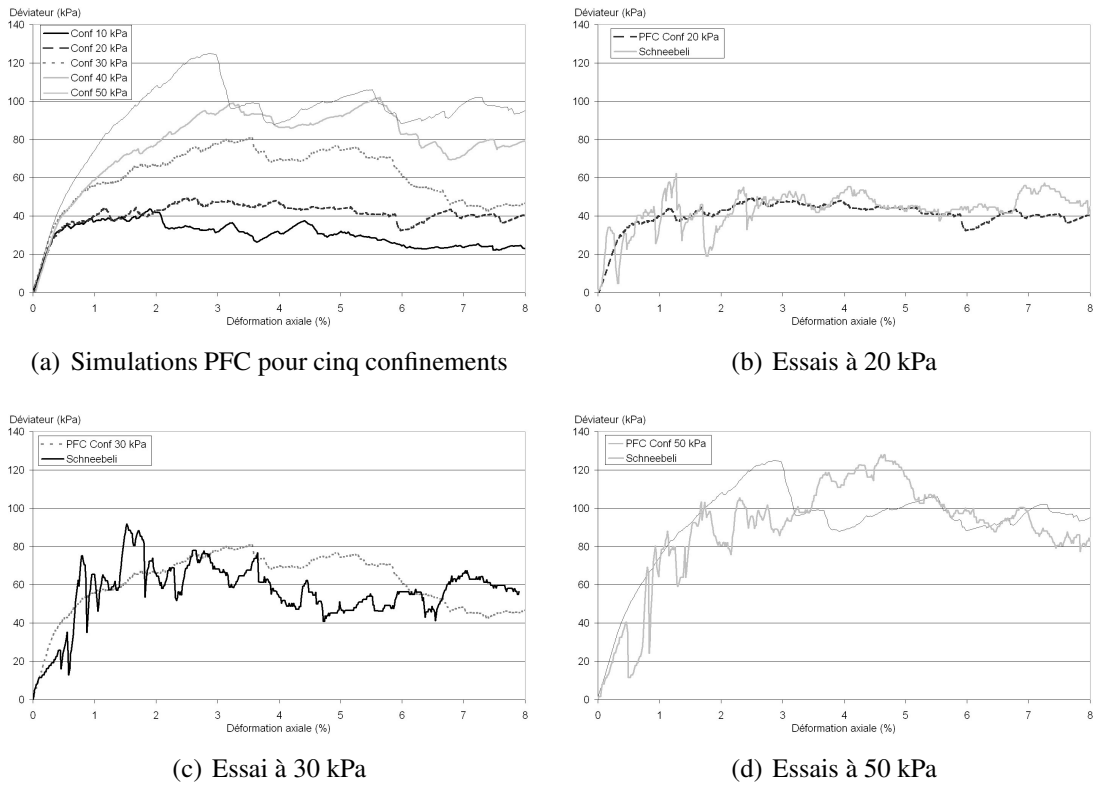 Déviateur (kPa)
140
120
100
80
60
40
20
0
Conf 10 kPa
Conf 20 kPa
Conf 30 kPa
Conf 40 kPa
Conf 50 kPa
0 1 2 3 4 5 6 7 8
Déformation axiale (%)
(a) Simulations PFC pour cinq confinements
Déviateur (kPa)
140
120
100
80
60
40
20
0
PFC Conf 20 kPa
Schneebeli
0 1 2 3 4 5 6 7 8
Déformation axiale (%)
(b) Essais à 20 kPa
Déviateur (kPa)
140
120
100
80
60
40
20
0
PFC Conf 30 kPa
Schneebeli
0 1 2 3 4 5 6 7 8
Déformation axiale (%)
(c) Essai à 30 kPa
Déviateur (kPa)
140
120
100
80
60
40
20
0
PFC Conf 50 kPa
Schneebeli
0 1 2 3 4 5 6 7 8
Déformation axiale (%)
(d) Essais à 50 kPa